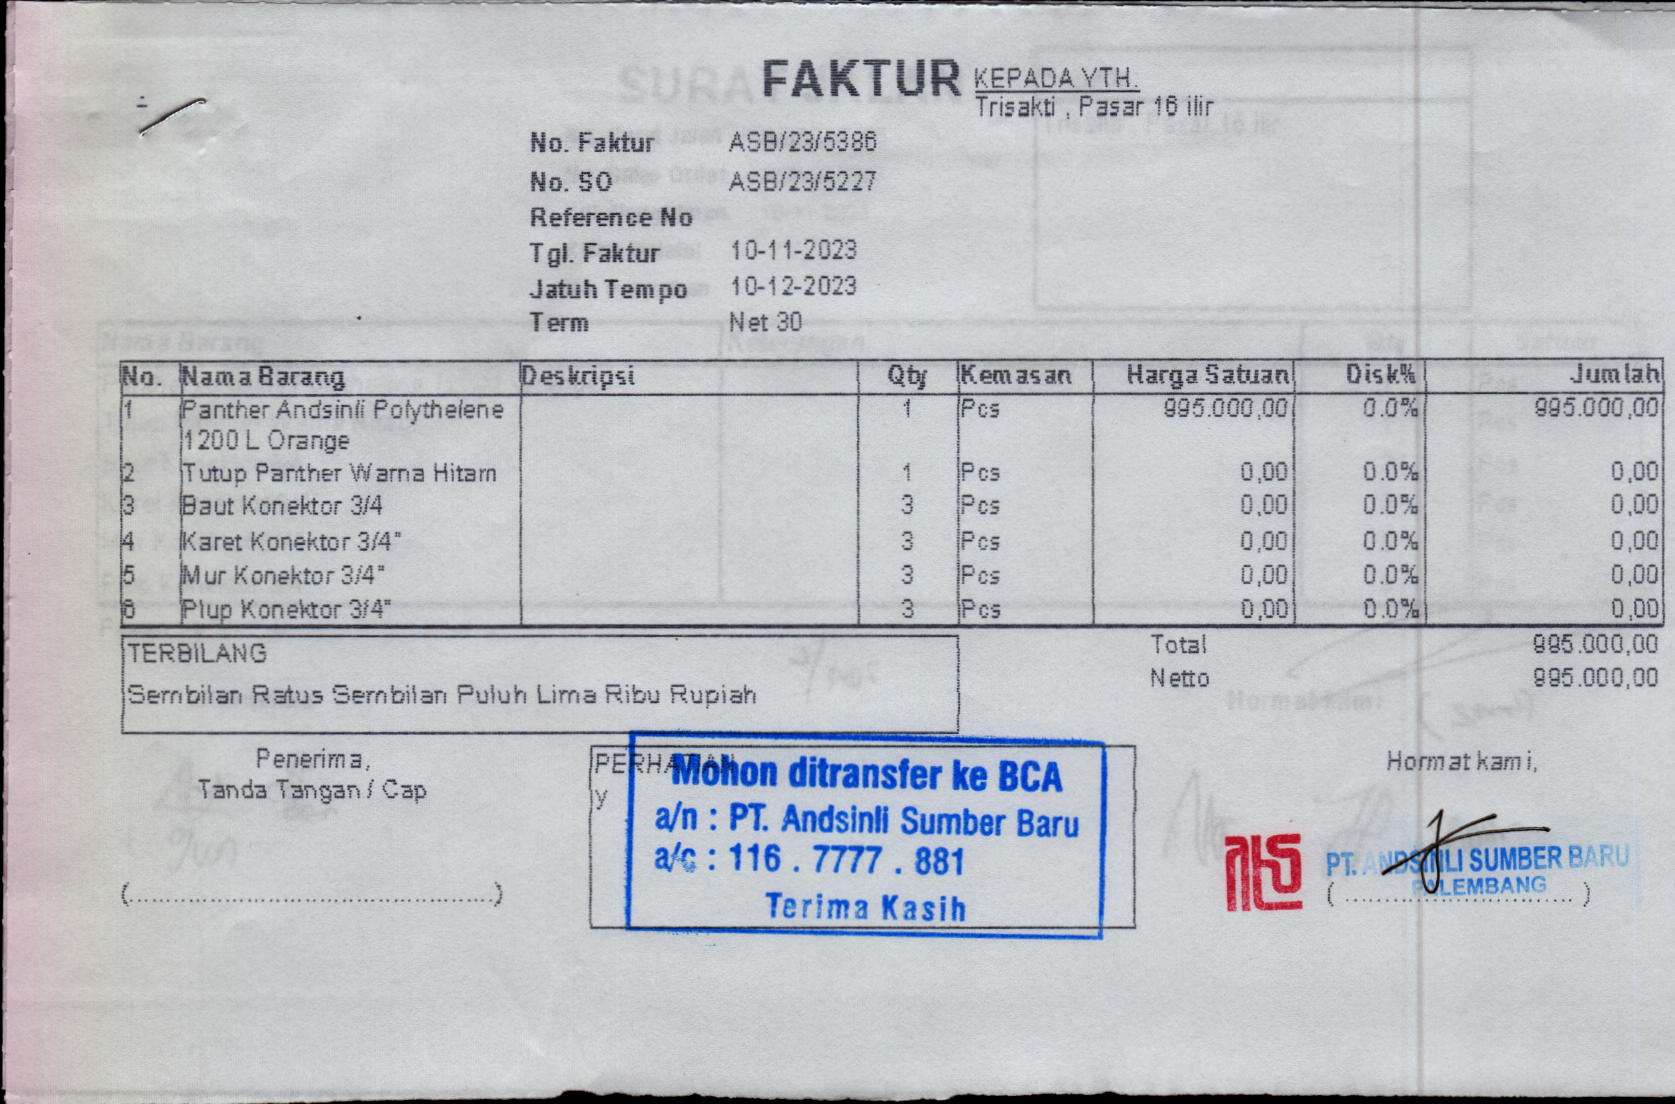 FAKTUR
KEPADA YTH.
Trisakti , Pasar 16 ilir
No. Faktur ASB/23/5386
No. SO ASB/23/5227
Reference No
Tgl. Faktur 10-11-2023
Jatuh Tempo 10-12-2023
Term Net 30
No. Nama Barang Deskripsi Qty Kemasan Harga Satuan Disk% Jumlah
1 Panther Andsinli Polythelene 1 Pcs 995.000,00 0.0% 995.000,00
1200 L Orange
2 Tutup Panther Warna Hitam 1 Pcs 0,00 0.0% 0,00
3 Baut Konektor 3/4 3 Pcs 0,00 0.0% 0,00
4 Karet Konektor 3/4" 3 Pcs 0,00 0.0% 0,00
5 Mur Konektor 3/4" 3 Pcs 0,00 0.0% 0,00
6 Plup Konektor 3/4" 3 Pcs 0,00 0.0% 0,00
TERBILANG
Sembilan Ratus Sembilan Puluh Lima Ribu Rupiah
Total 995.000,00
Netto 995.000,00
Penerima,
Tanda Tangan / Cap
(...........................................)
PERHATIAN
y
Mohon ditransfer ke BCA
a/n : PT. Andsinli Sumber Baru
a/c : 116 . 7777 . 881
Terima Kasih
Hormat kami,
PT. ANDSINLI SUMBER BARU
PALEMBANG
(............................)